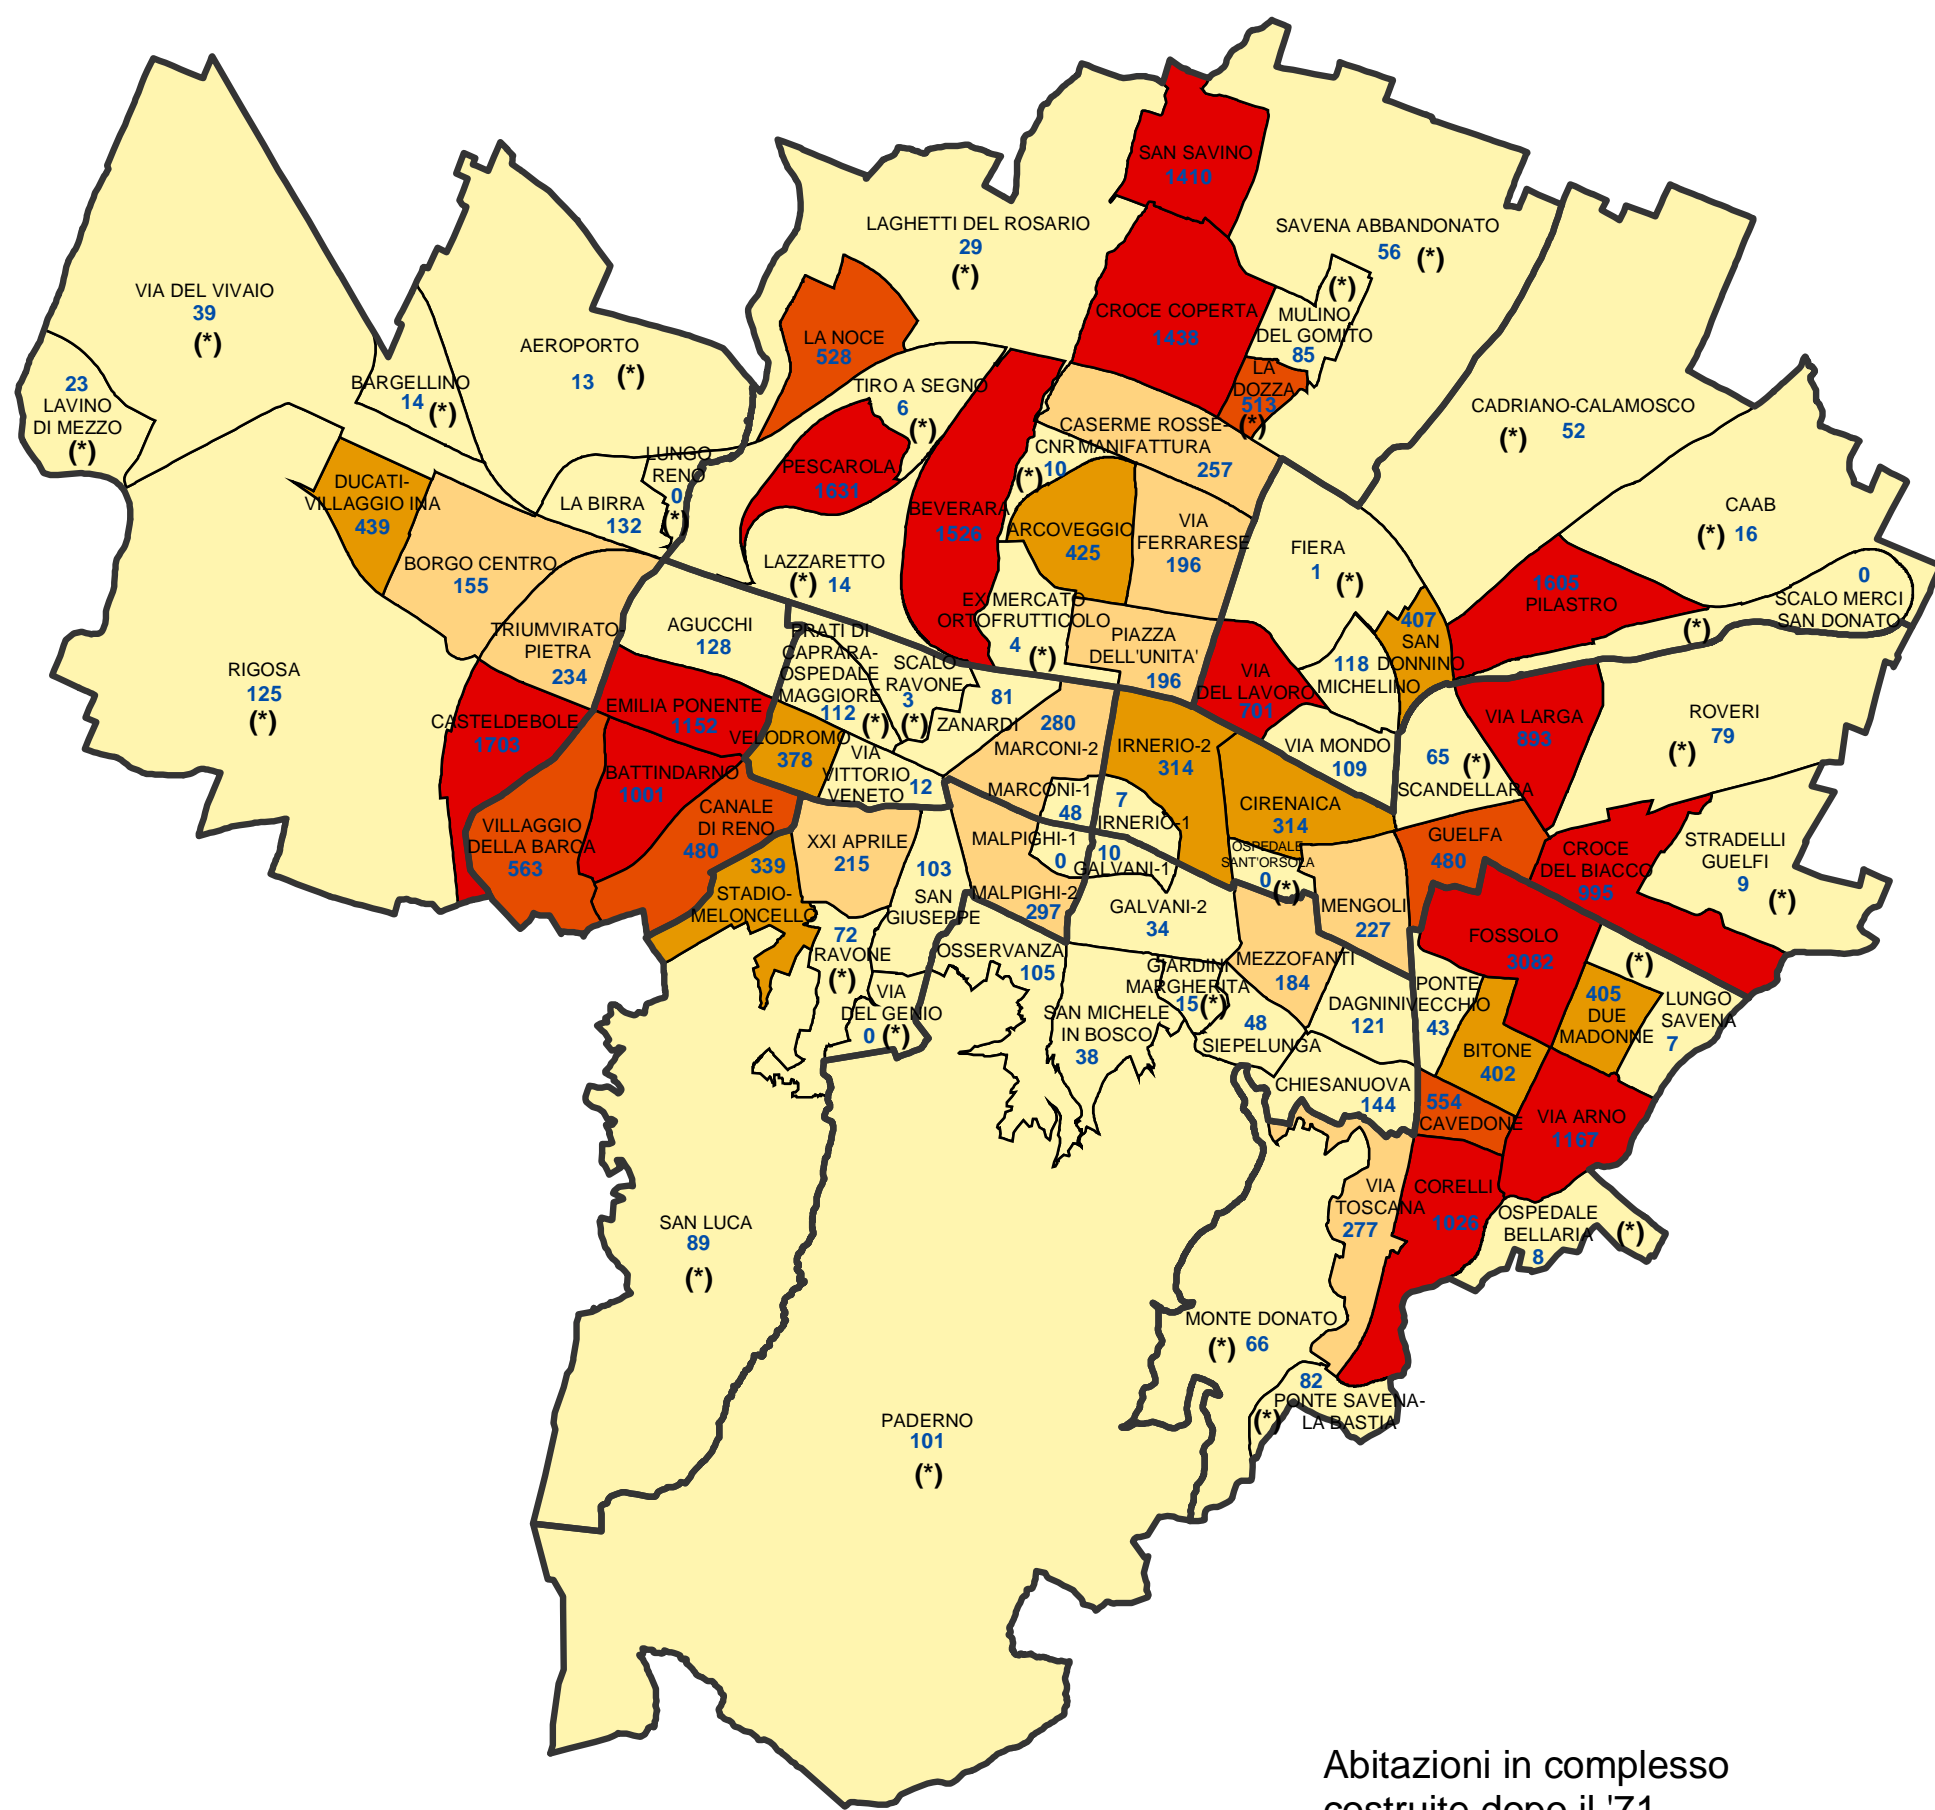 SAN SAVINO
1410
LAGHETTI DEL ROSARIO
29
(*)
SAVENA ABBANDONATO
56 (*)
VIA DEL VIVAIO
39
(*)
CROCE COPERTA
1438
(*)
MULINO
DEL GOMITO
85
LA NOCE
528
AEROPORTO
13 (*)
BARGELLINO
14 (*)
23
LAVINO
DI MEZZO
(*)
TIRO A SEGNO
6
(*)
LA
DOZZA
513
(*)
CADRIANO-CALAMOSCO
(*) 52
CASERME ROSSE-
MANIFATTURA
257
CNR
(*) 10
LUNGO
RENO
0
(*)
PESCAROLA
1631
DUCATI-
VILLAGGIO INA
439
LA BIRRA
132
BEVERARA
1526
ARCOVEGGIO
425
VIA
FERRARESE
196
CAAB
(*) 16
FIERA
1 (*)
BORGO CENTRO
155
LAZZARETTO
(*) 14
1605
PILASTRO
0
SCALO MERCI
SAN DONATO
(*)
EX MERCATO
ORTOFRUTTICOLO
4 (*)
PIAZZA
DELL'UNITA'
196
407
SAN
DONNINO
TRIUMVIRATO-
PIETRA
234
AGUCCHI
128
PRATI DI
CAPRARA-
OSPEDALE
MAGGIORE
112 (*)
SCALO
RAVONE
3
(*)
VIA
DEL LAVORO
701
118
MICHELINO
RIGOSA
125
(*)
81
ZANARDI
280
MARCONI-2
CASTELDEBOLE
1703
EMILIA PONENTE
1152
VELODROMO
378
VIA LARGA
893
ROVERI
(*) 79
IRNERIO-2
314
VIA MONDO
109
65 (*)
SCANDELLARA
BATTINDARNO
1001
VIA
VITTORIO
VENETO 12
MARCONI-1
48
7
IRNERIO-1
CIRENAICA
314
CANALE
DI RENO
480
VILLAGGIO
DELLA BARCA
563
XXI APRILE
215
MALPIGHI-1
0
10
GALVANI-1
OSPEDALE
SANT'ORSOLA
0 (*)
GUELFA
480
CROCE
DEL BIACCO
995
STRADELLI
GUELFI
9
(*)
339
STADIO-
MELONCELLO
103
SAN
GIUSEPPE
MALPIGHI-2
297
GALVANI-2
34
MENGOLI
227
FOSSOLO
3082
72
RAVONE
(*)
OSSERVANZA
105
GIARDINI
MARGHERITA
15(*)
MEZZOFANTI
184
(*)
405
DUE
MADONNE
LUNGO
SAVENA
7
VIA
DEL GENIO
0 (*)
SAN MICHELE
IN BOSCO
38
48
SIEPELUNGA
DAGNINI
121
PONTE
VECCHIO
43
BITONE
402
CHIESANUOVA
144
554
CAVEDONE
VIA ARNO
1167
VIA
TOSCANA
277
CORELLI
1026
OSPEDALE
BELLARIA (*)
8
SAN LUCA
89
(*)
MONTE DONATO
(*) 66
82
PONTE SAVENA-
LA BASTIA
(*)
PADERNO
101
(*)
Abitazioni in complesso
costruite dopo il '71